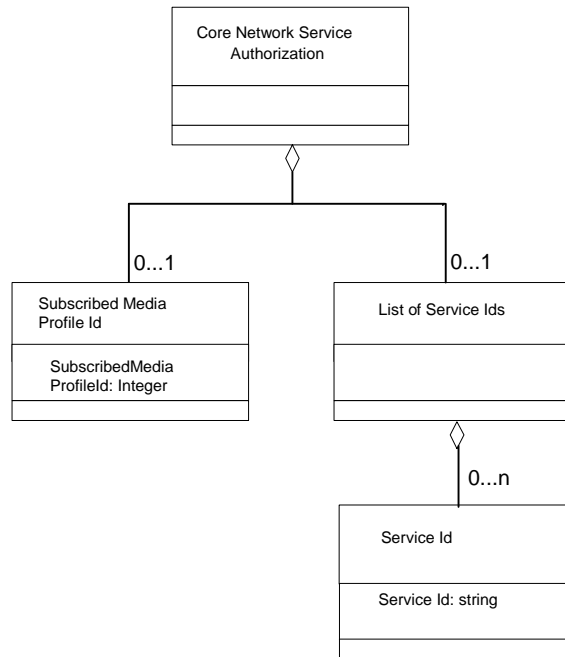 Core Network Service
Authorization
0...1
0...1
Subscribed Media
Profile Id
List of Service Ids
SubscribedMedia
ProfileId: Integer
0...n
Service Id
Service Id: string